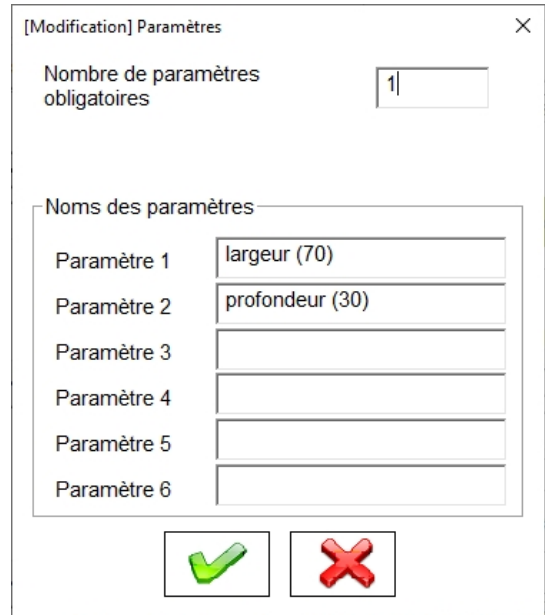 [Modification] Paramètres
Nombre de paramètres
obligatoires
1
Noms des paramètres
Paramètre 1 largeur (70)
Paramètre 2 profondeur (30)
Paramètre 3
Paramètre 4
Paramètre 5
Paramètre 6